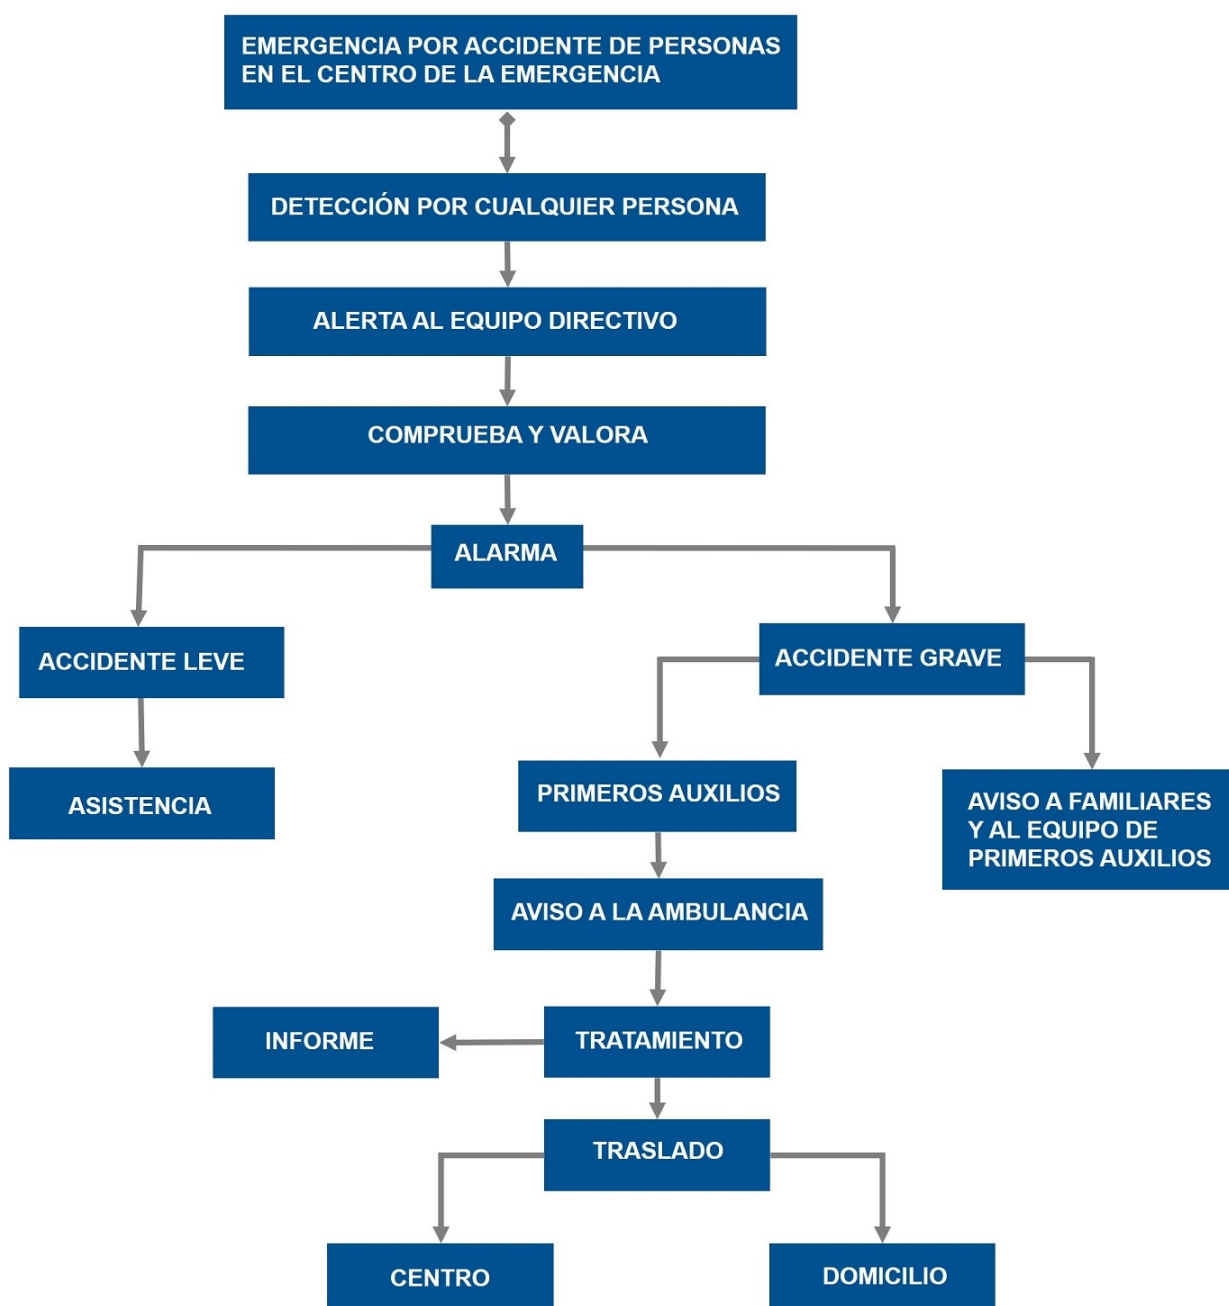 EMERGENCIA POR ACCIDENTE DE PERSONAS
EN EL CENTRO DE LA EMERGENCIA
DETECCIÓN POR CUALQUIER PERSONA
ALERTA AL EQUIPO DIRECTIVO
COMPRUEBA Y VALORA
ALARMA
ACCIDENTE LEVE
ACCIDENTE GRAVE
ASISTENCIA
PRIMEROS AUXILIOS
AVISO A FAMILIARES
Y AL EQUIPO DE
PRIMEROS AUXILIOS
AVISO A LA AMBULANCIA
INFORME
TRATAMIENTO
TRASLADO
CENTRO
DOMICILIO